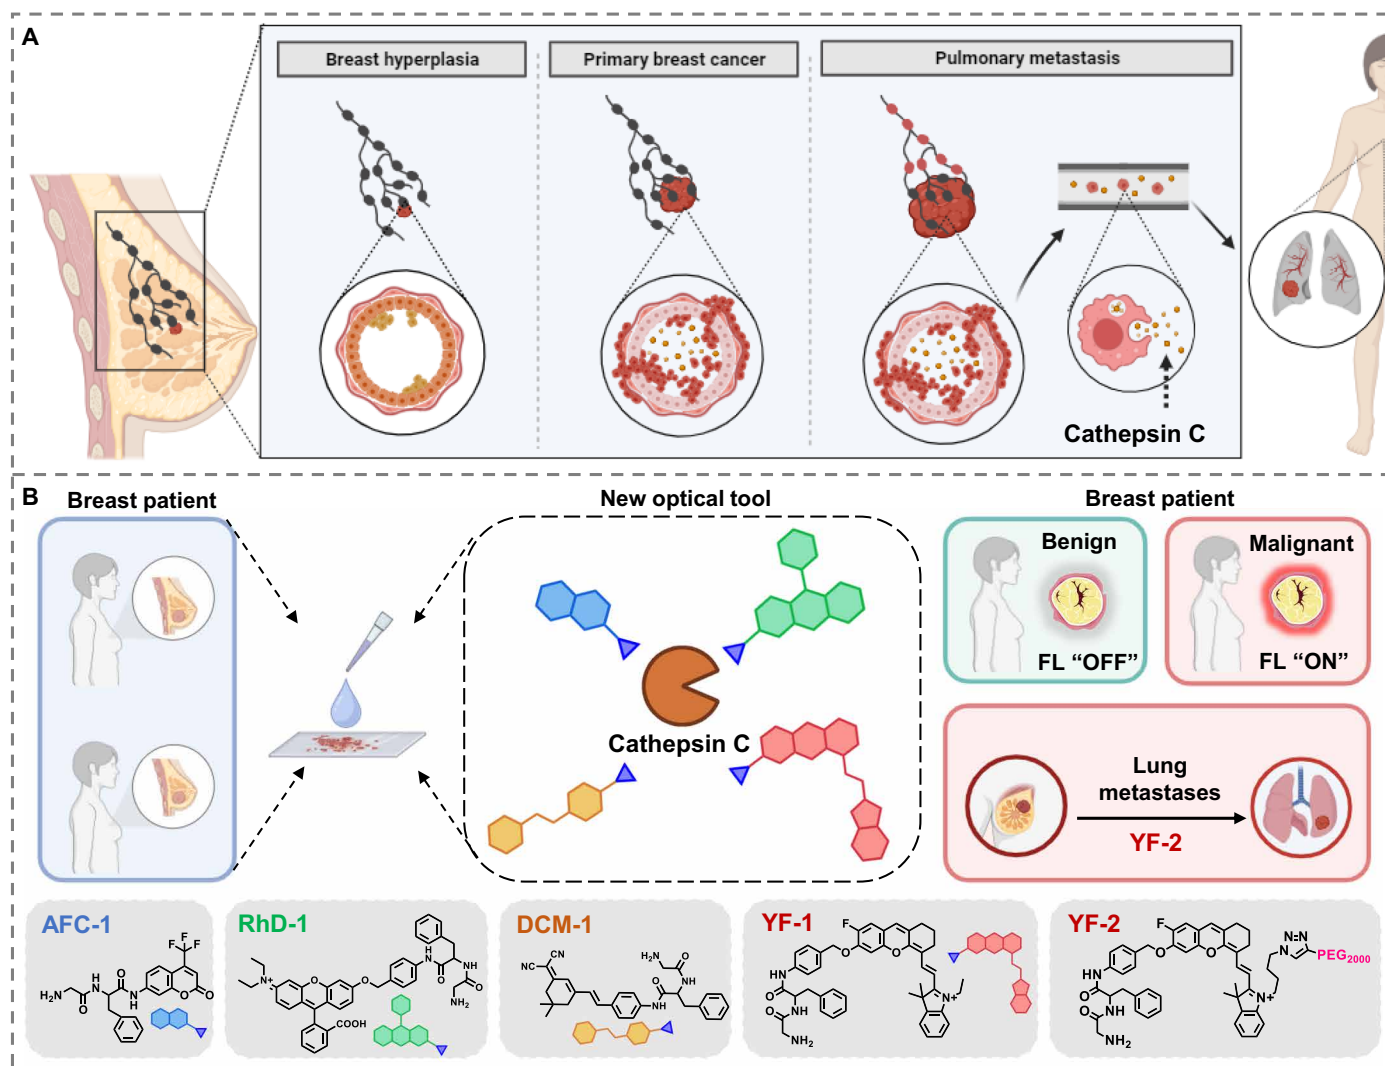 A
Breast hyperplasia
Primary breast cancer
Pulmonary metastasis
Cathepsin C
B
Breast patient
New optical tool
Breast patient
Cathepsin C
Benign
FL “OFF”
Malignant
FL “ON”
Lung
metastases
YF-2
AFC-1
F
F
F
H2N
O
H
N
O
N
H
O
O
RhD-1
N+
O
O
COOH
H
N
O
O
NH
NH2
DCM-1
CN
NC
H2N
O
NH
N
H
O
YF-1
F
O
O
NH
O
NH
O
NH2
N+
YF-2
F
O
O
NH
O
NH
O
NH2
N+
N=N
N
PEG2000